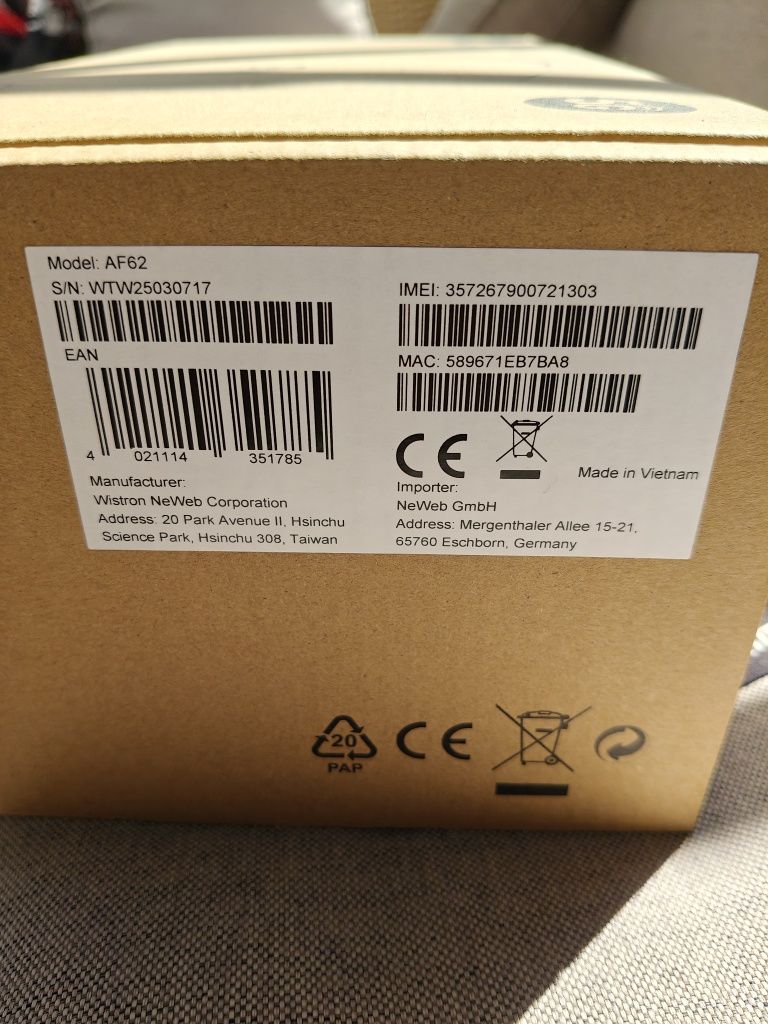 Model: AF62
S/N: WTW25030717
EAN
4 021114 351785
Manufacturer:
Wistron NeWeb Corporation
Address: 20 Park Avenue II, Hsinchu
Science Park, Hsinchu 308, Taiwan
IMEI: 357267900721303
MAC: 589671EB7BA8
CE
Made in Vietnam
Importer:
NeWeb GmbH
Address: Mergenthaler Allee 15-21,
65760 Eschborn, Germany
20
PAP
CE